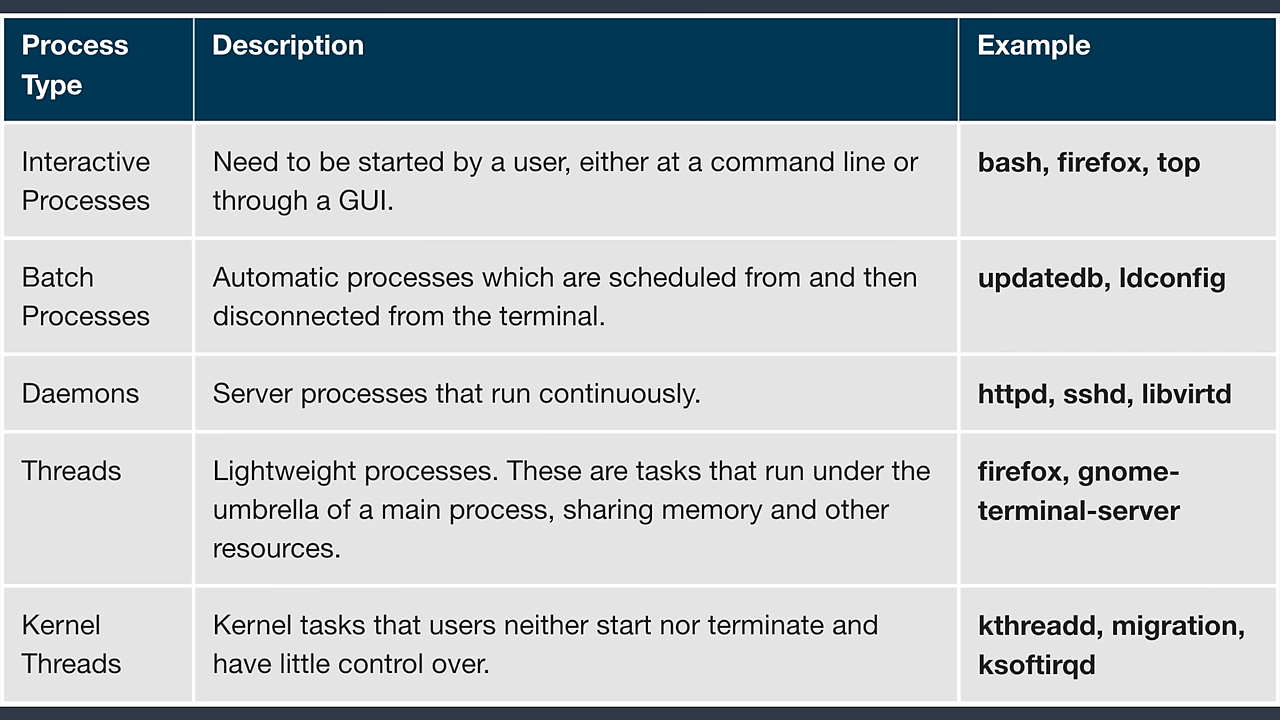 Process
Type
Description
Example
Interactive
Processes
Need to be started by a user, either at a command line or
through a GUI.
bash, firefox, top
Batch
Processes
Automatic processes which are scheduled from and then
disconnected from the terminal.
updatedb, ldconfig
Daemons
Server processes that run continuously.
httpd, sshd, libvirtd
Threads
Lightweight processes. These are tasks that run under the
umbrella of a main process, sharing memory and other
resources.
firefox, gnome-
terminal-server
Kernel
Threads
Kernel tasks that users neither start nor terminate and
have little control over.
kthreadd, migration,
ksoftirqd